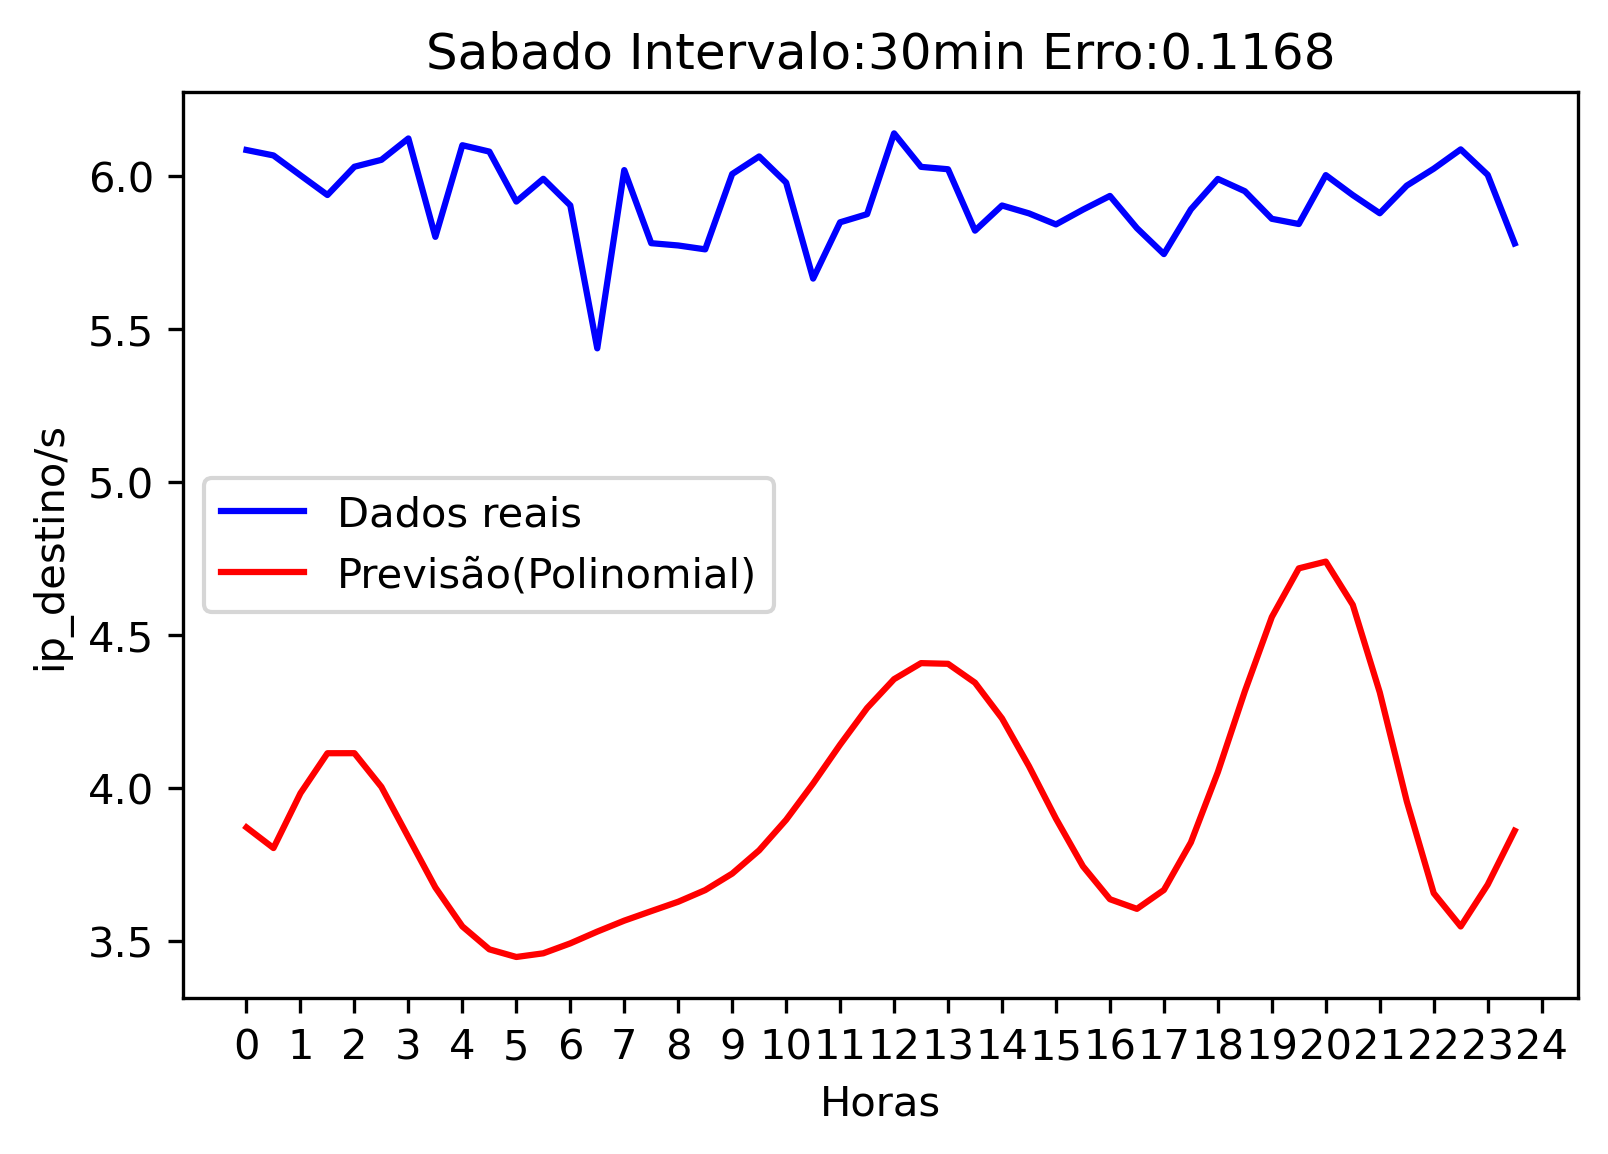 Sabado Intervalo:30min Erro:0.1168
ip_destino/s
6.0
5.5
5.0
4.5
4.0
3.5
Dados reais
Previsão(Polinomial)
0 1 2 3 4 5 6 7 8 9 10 11 12 13 14 15 16 17 18 19 20 21 22 23 24
Horas